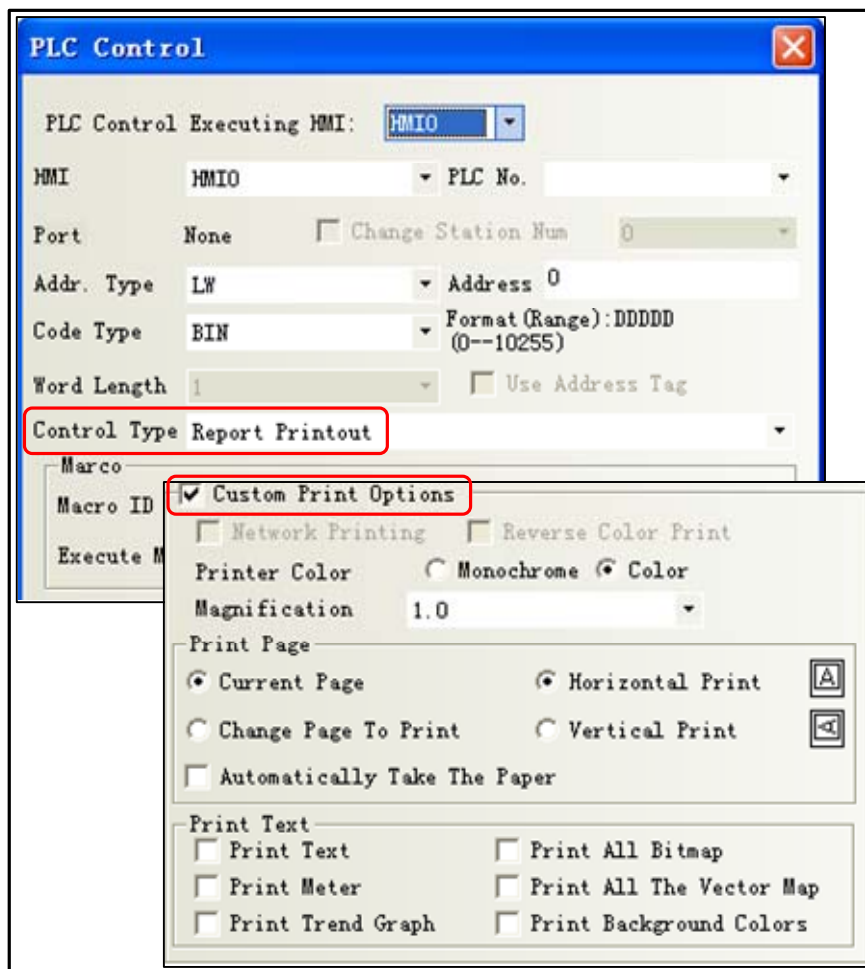 PLC Control
PLC Control Executing HMI: HMI0
HMI HMI0 PLC No.
Port None Change Station Num 0
Addr. Type LW Address 0
Code Type BIN Format(Range):DDDDD
(0--10255)
Word Length 1 Use Address Tag
Control Type Report Printout
Marco
Macro ID
Execute M
Custom Print Options
Network Printing Reverse Color Print
Printer Color Monochrome Color
Magnification 1.0
Print Page
Current Page Horizontal Print A
Change Page To Print Vertical Print A
Automatically Take The Paper
Print Text
Print Text Print All Bitmap
Print Meter Print All The Vector Map
Print Trend Graph Print Background Colors